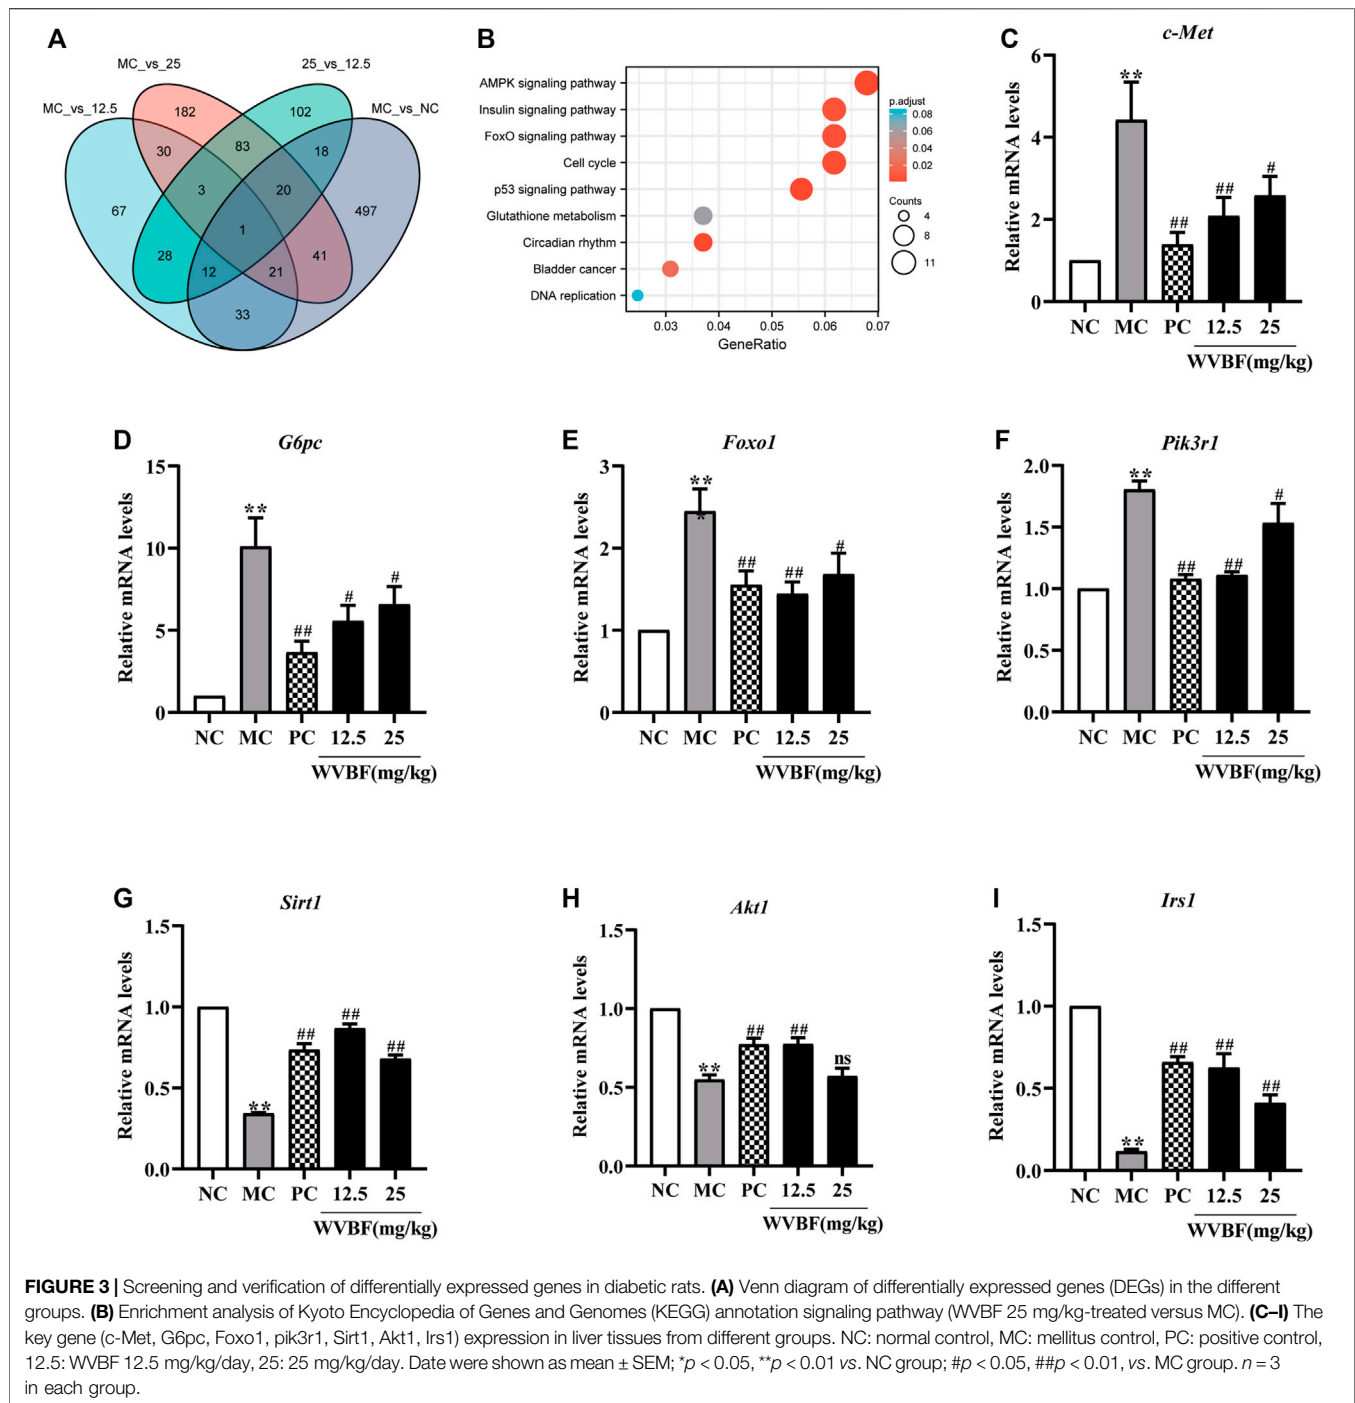 A
MC_vs_25
25_vs_12.5
MC_vs_12.5
MC_vs_NC
182
102
30
83
18
67
3
20
497
1
28
12
21
41
33
B
AMPK signaling pathway
Insulin signaling pathway
FoxO signaling pathway
Cell cycle
p53 signaling pathway
Glutathione metabolism
Circadian rhythm
Bladder cancer
DNA replication
0.03 0.04 0.05 0.06 0.07
GeneRatio
p.adjust
0.08
0.06
0.04
0.02
Counts
4
8
11
C
c-Met
Relative mRNA levels
6
4
2
0
**
##
##
#
NC MC PC 12.5 25
WVBF(mg/kg)
D
G6pc
Relative mRNA levels
15
10
5
0
**
##
#
#
NC MC PC 12.5 25
WVBF(mg/kg)
E
Foxo1
Relative mRNA levels
3
2
1
0
**
*
##
##
#
NC MC PC 12.5 25
WVBF(mg/kg)
F
Pik3r1
Relative mRNA levels
2.0
1.5
1.0
0.5
0.0
**
##
##
#
NC MC PC 12.5 25
WVBF(mg/kg)
G
Sirt1
Relative mRNA levels
1.5
1.0
0.5
0.0
**
##
##
##
NC MC PC 12.5 25
WVBF(mg/kg)
H
Akt1
Relative mRNA levels
1.5
1.0
0.5
0.0
**
##
##
ns
NC MC PC 12.5 25
WVBF(mg/kg)
I
Irs1
Relative mRNA levels
1.5
1.0
0.5
0.0
**
##
##
##
NC MC PC 12.5 25
WVBF(mg/kg)
FIGURE 3 | Screening and verification of differentially expressed genes in diabetic rats. (A) Venn diagram of differentially expressed genes (DEGs) in the different
groups. (B) Enrichment analysis of Kyoto Encyclopedia of Genes and Genomes (KEGG) annotation signaling pathway (WVBF 25 mg/kg-treated versus MC). (C–I) The
key gene (c-Met, G6pc, Foxo1, pik3r1, Sirt1, Akt1, Irs1) expression in liver tissues from different groups. NC: normal control, MC: mellitus control, PC: positive control,
12.5: WVBF 12.5 mg/kg/day, 25: 25 mg/kg/day. Date were shown as mean ± SEM; *p < 0.05, **p < 0.01 vs. NC group; #p < 0.05, ##p < 0.01, vs. MC group. n = 3
in each group.